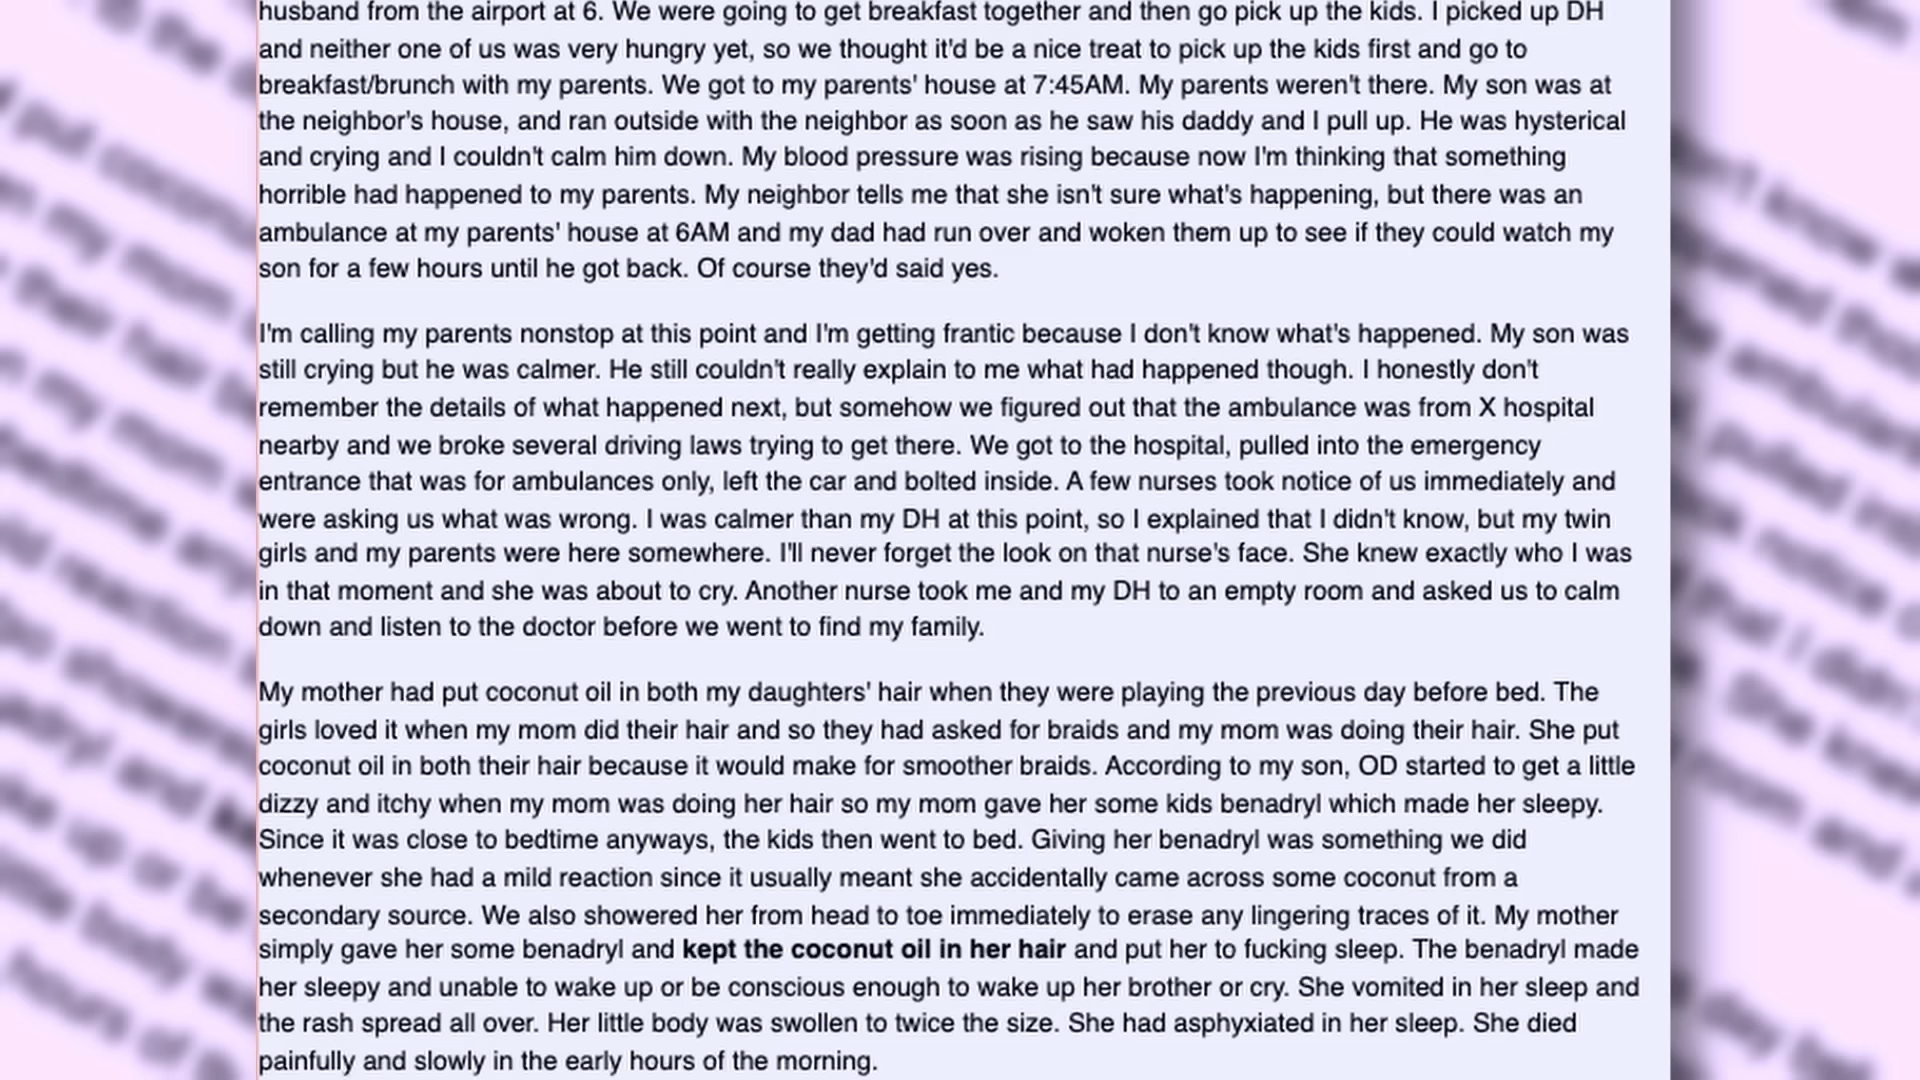 husband from the airport at 6. We were going to get breakfast together and then go pick up the kids. I picked up DH
and neither one of us was very hungry yet, so we thought it'd be a nice treat to pick up the kids first and go to
breakfast/brunch with my parents. We got to my parents' house at 7:45AM. My parents weren't there. My son was at
the neighbor's house, and ran outside with the neighbor as soon as he saw his daddy and I pull up. He was hysterical
and crying and I couldn't calm him down. My blood pressure was rising because now I'm thinking that something
horrible had happened to my parents. My neighbor tells me that she isn't sure what's happening, but there was an
ambulance at my parents' house at 6AM and my dad had run over and woken them up to see if they could watch my
son for a few hours until he got back. Of course they'd said yes.
I'm calling my parents nonstop at this point and I'm getting frantic because I don't know what's happened. My son was
still crying but he was calmer. He still couldn't really explain to me what had happened though. I honestly don't
remember the details of what happened next, but somehow we figured out that the ambulance was from X hospital
nearby and we broke several driving laws trying to get there. We got to the hospital, pulled into the emergency
entrance that was for ambulances only, left the car and bolted inside. A few nurses took notice of us immediately and
were asking us what was wrong. I was calmer than my DH at this point, so I explained that I didn't know, but my twin
girls and my parents were here somewhere. I'll never forget the look on that nurse's face. She knew exactly who I was
in that moment and she was about to cry. Another nurse took me and my DH to an empty room and asked us to calm
down and listen to the doctor before we went to find my family.
My mother had put coconut oil in both my daughters' hair when they were playing the previous day before bed. The
girls loved it when my mom did their hair and so they had asked for braids and my mom was doing their hair. She put
coconut oil in both their hair because it would make for smoother braids. According to my son, OD started to get a little
dizzy and itchy when my mom was doing her hair so my mom gave her some kids benadryl which made her sleepy.
Since it was close to bedtime anyways, the kids then went to bed. Giving her benadryl was something we did
whenever she had a mild reaction since it usually meant she accidentally came across some coconut from a
secondary source. We also showered her from head to toe immediately to erase any lingering traces of it. My mother
simply gave her some benadryl and kept the coconut oil in her hair and put her to fucking sleep. The benadryl made
her sleepy and unable to wake up or be conscious enough to wake up her brother or cry. She vomited in her sleep and
the rash spread all over. Her little body was swollen to twice the size. She had asphyxiated in her sleep. She died
painfully and slowly in the early hours of the morning.